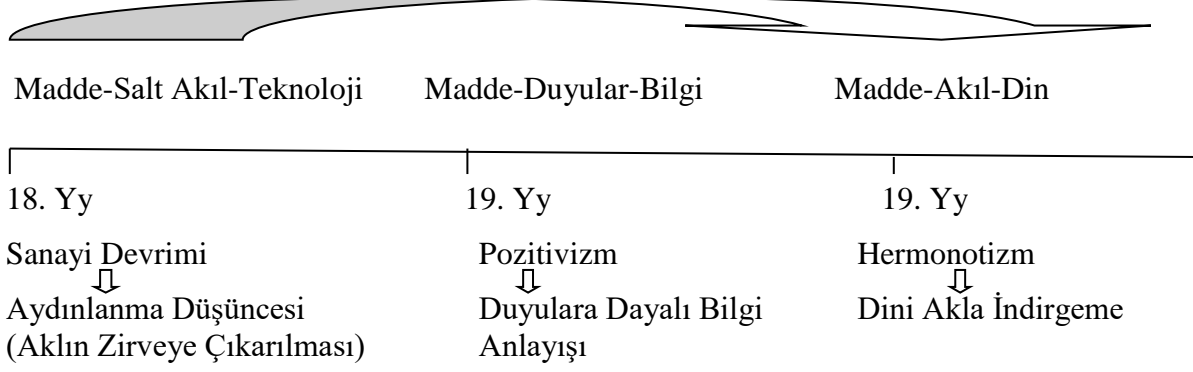 Madde-Salt Akıl-Teknoloji Madde-Duyular-Bilgi Madde-Akıl-Din
18. Yy 19. Yy 19. Yy
Sanayi Devrimi Pozitivizm Hermonotizm
Aydınlanma Düşüncesi Duyulara Dayalı Bilgi Dini Akla İndirgeme
(Aklın Zirveye Çıkarılması) Anlayışı